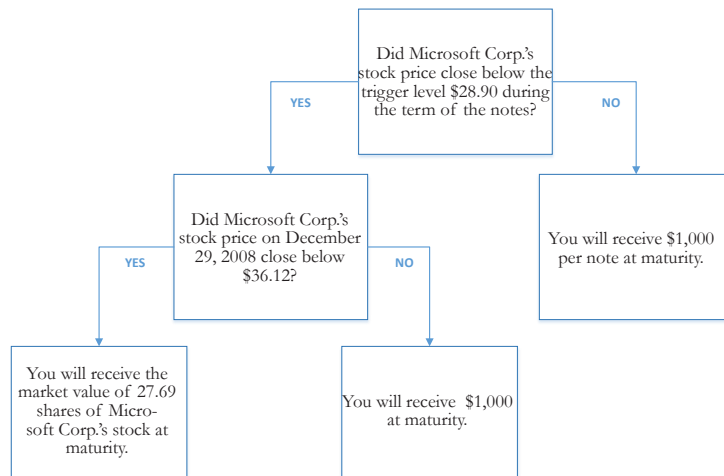 Did Microsoft Corp.'s
stock price close below the
trigger level $28.90 during
the term of the notes?
YES
NO
Did Microsoft Corp.'s
stock price on December
29, 2008 close below
$36.12?
You will receive $1,000
per note at maturity.
YES
NO
You will receive the
market value of 27.69
shares of Micro-
soft Corp.'s stock at
maturity.
You will receive $1,000
at maturity.